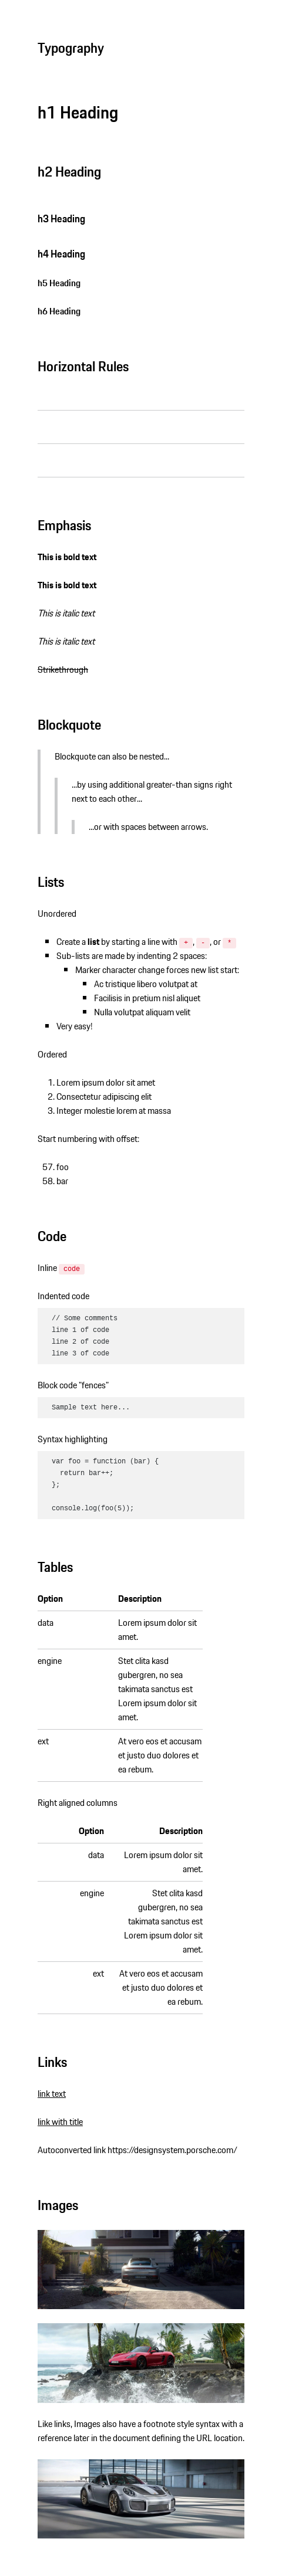 Typography
h1 Heading
h2 Heading
h3 Heading
h4 Heading
h5 Heading
h6 Heading
Horizontal Rules
Emphasis
This is bold text
This is bold text
This is italic text
This is italic text
Strikethrough
Blockquote
Blockquote can also be nested...
...by using additional greater-than signs right
next to each other...
...or with spaces between arrows.
Lists
Unordered
Create a list by starting a line with + , - , or *
Sub-lists are made by indenting 2 spaces:
Marker character change forces new list start:
Ac tristique libero volutpat at
Facilisis in pretium nisl aliquet
Nulla volutpat aliquam velit
Very easy!
Ordered
1. Lorem ipsum dolor sit amet
2. Consectetur adipiscing elit
3. Integer molestie lorem at massa
Start numbering with offset:
57. foo
58. bar
Code
Inline code
Indented code
// Some comments
line 1 of code
line 2 of code
line 3 of code
Block code "fences"
Sample text here...
Syntax highlighting
var foo = function (bar) {
return bar++;
};
console.log(foo(5));
Tables
Option Description
data Lorem ipsum dolor sit
amet.
engine Stet clita kasd
gubergren, no sea
takimata sanctus est
Lorem ipsum dolor sit
amet.
ext At vero eos et accusam
et justo duo dolores et
ea rebum.
Right aligned columns
Option Description
data Lorem ipsum dolor sit
amet.
engine Stet clita kasd
gubergren, no sea
takimata sanctus est
Lorem ipsum dolor sit
amet.
ext At vero eos et accusam
et justo duo dolores et
ea rebum.
Links
link text
link with title
Autoconverted link https://designsystem.porsche.com/
Images
Like links, Images also have a footnote style syntax with a
reference later in the document defining the URL location.